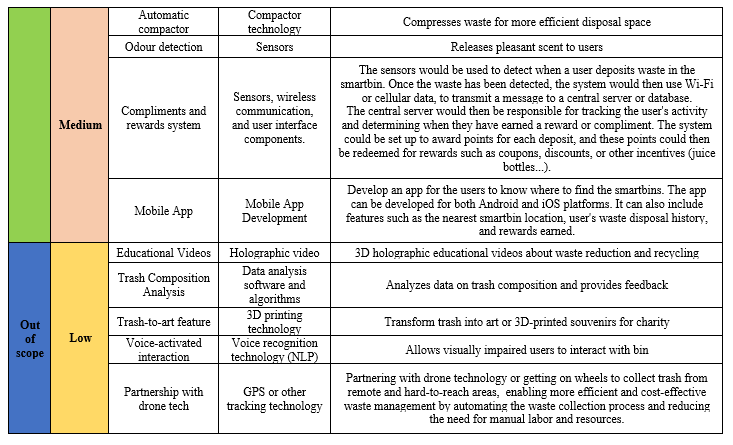 Automatic
compactor
Compactor
technology
Compresses waste for more efficient disposal space
Odour detection
Sensors
Releases pleasant scent to users
Medium
Compliments and
rewards system
Sensors, wireless
communication,
and user interface
components.
The sensors would be used to detect when a user deposits waste in the
smartbin. Once the waste has been detected, the system would then use Wi-Fi
or cellular data, to transmit a message to a central server or database.
The central server would then be responsible for tracking the user's activity
and determining when they have earned a reward or compliment. The system
could be set up to award points for each deposit, and these points could then
be redeemed for rewards such as coupons, discounts, or other incentives (juice
bottles...).
Mobile App
Mobile App
Development
Develop an app for the users to know where to find the smartbins. The app
can be developed for both Android and iOS platforms. It can also include
features such as the nearest smartbin location, user's waste disposal history,
and rewards earned.
Out
of
scope
Low
Educational Videos
Holographic video
3D holographic educational videos about waste reduction and recycling
Trash Composition
Analysis
Data analysis
software and
algorithms
Analyzes data on trash composition and provides feedback
Trash-to-art feature
3D printing
technology
Transform trash into art or 3D-printed souvenirs for charity
Voice-activated
interaction
Voice recognition
technology (NLP)
Allows visually impaired users to interact with bin
Partnership with
drone tech
GPS or other
tracking technology
Partnering with drone technology or getting on wheels to collect trash from
remote and hard-to-reach areas, enabling more efficient and cost-effective
waste management by automating the waste collection process and reducing
the need for manual labor and resources.